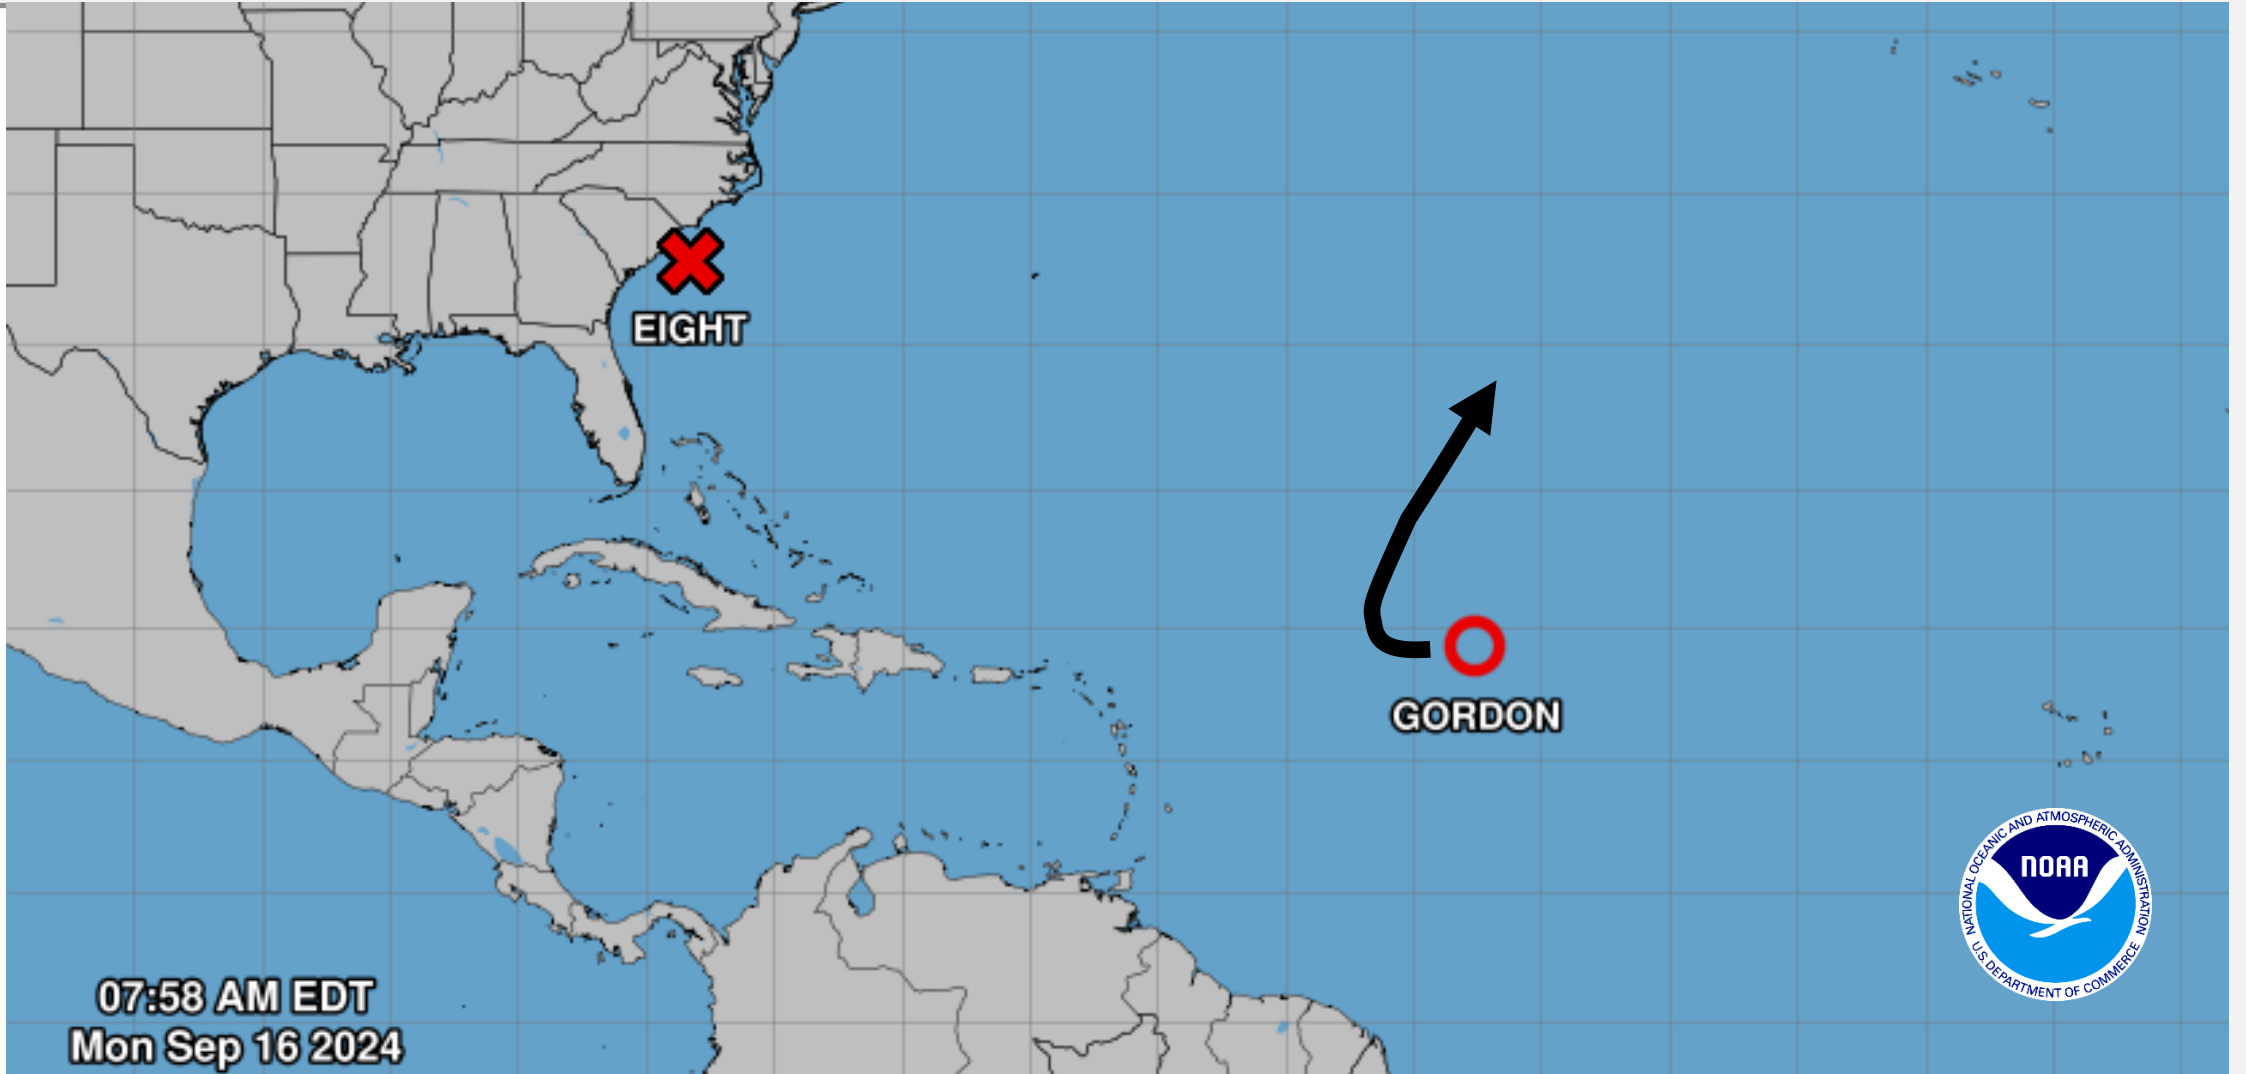 EIGHT
GORDON
NATIONAL OCEANIC AND ATMOSPHERIC ADMINISTRATION
NOAA
U.S. DEPARTMENT OF COMMERCE
07:58 AM EDT
Mon Sep 16 2024